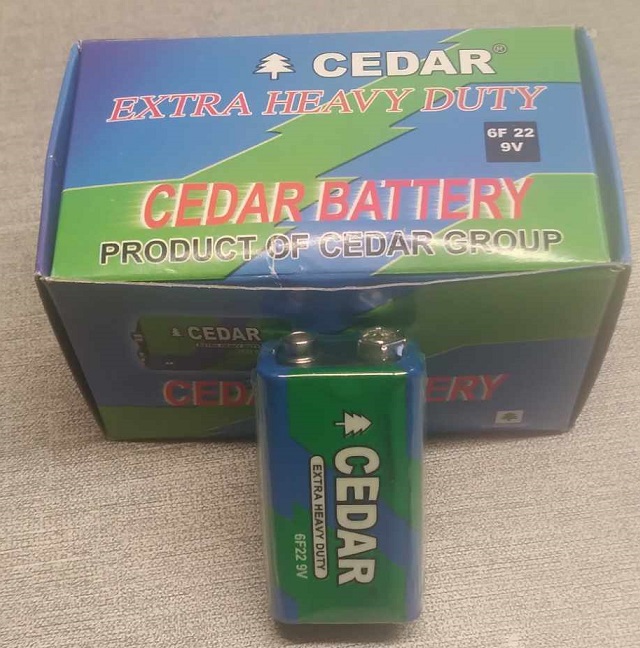 CEDAR®
EXTRA HEAVY DUTY
6F 22
9V
CEDAR BATTERY
PRODUCT OF CEDAR GROUP
CEDAR
CEDAR
EXTRA HEAVY DUTY
6F22 9V